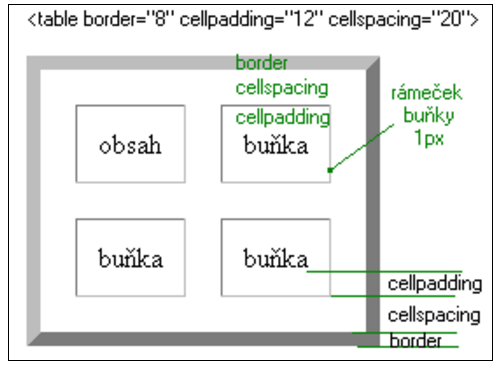 <table border="8" cellpadding="12" cellspacing="20">
border
cellspacing
cellpadding
rámeček
buňky
1px
obsah
buňka
buňka
buňka
cellpadding
cellspacing
border